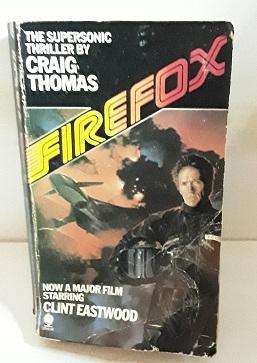 THE SUPERSONIC
THRILLER BY
CRAIG
THOMAS
FIREFOX
NOW A MAJOR FILM
STARRING
CLINT EASTWOOD